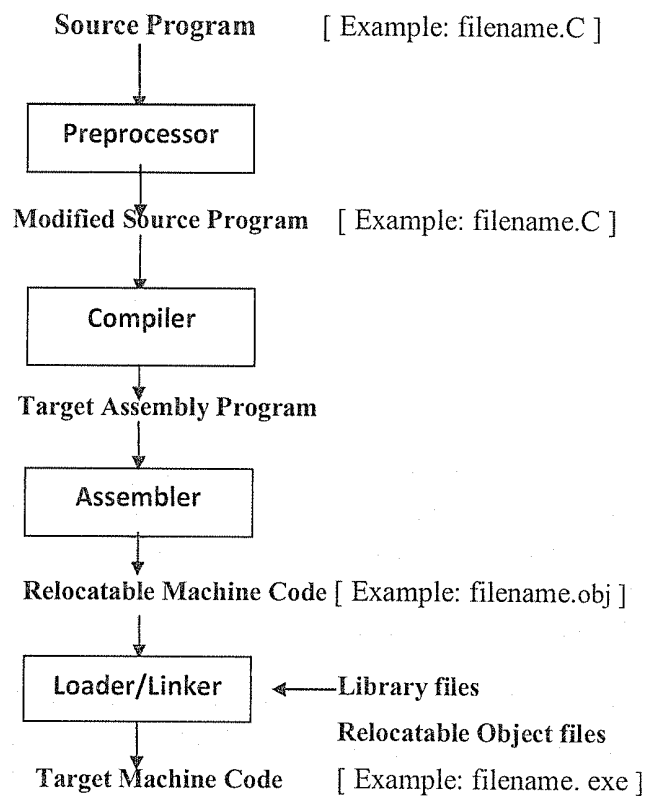 Source Program [ Example: filename.C ]
Preprocessor
Modified Source Program [ Example: filename.C ]
Compiler
Target Assembly Program
Assembler
Relocatable Machine Code [ Example: filename.obj ]
Loader/Linker Library files
Relocatable Object files
Target Machine Code [ Example: filename. exe ]